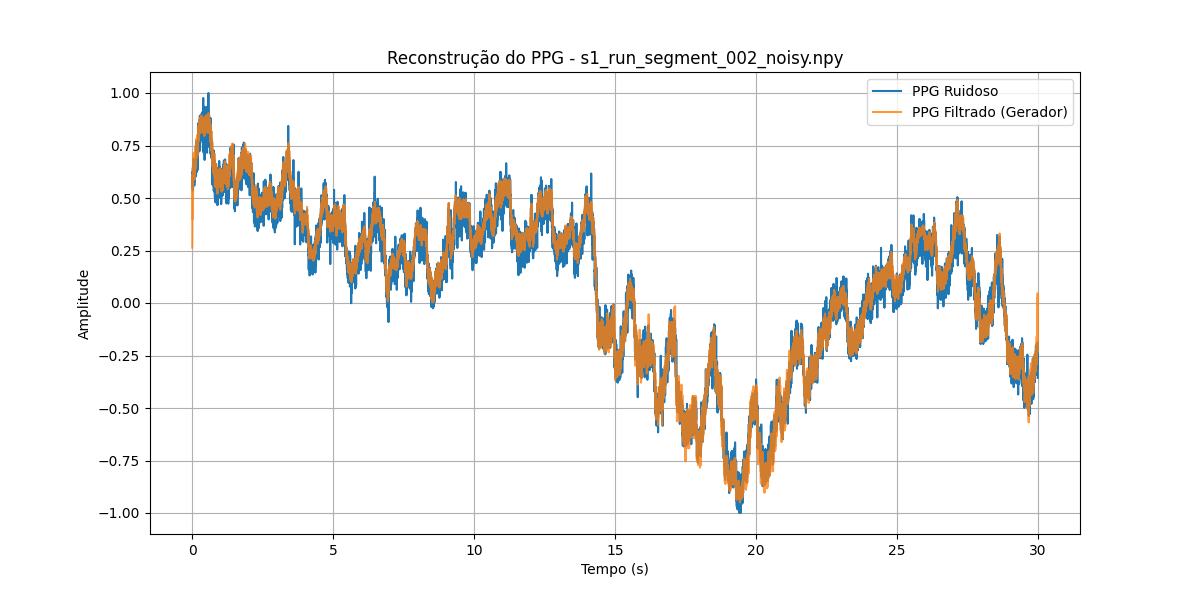 Reconstrução do PPG - s1_run_segment_002_noisy.npy
PPG Ruidoso
PPG Filtrado (Gerador)
Amplitude
1.00
0.75
0.50
0.25
0.00
−0.25
−0.50
−0.75
−1.00
0 5 10 15 20 25 30
Tempo (s)